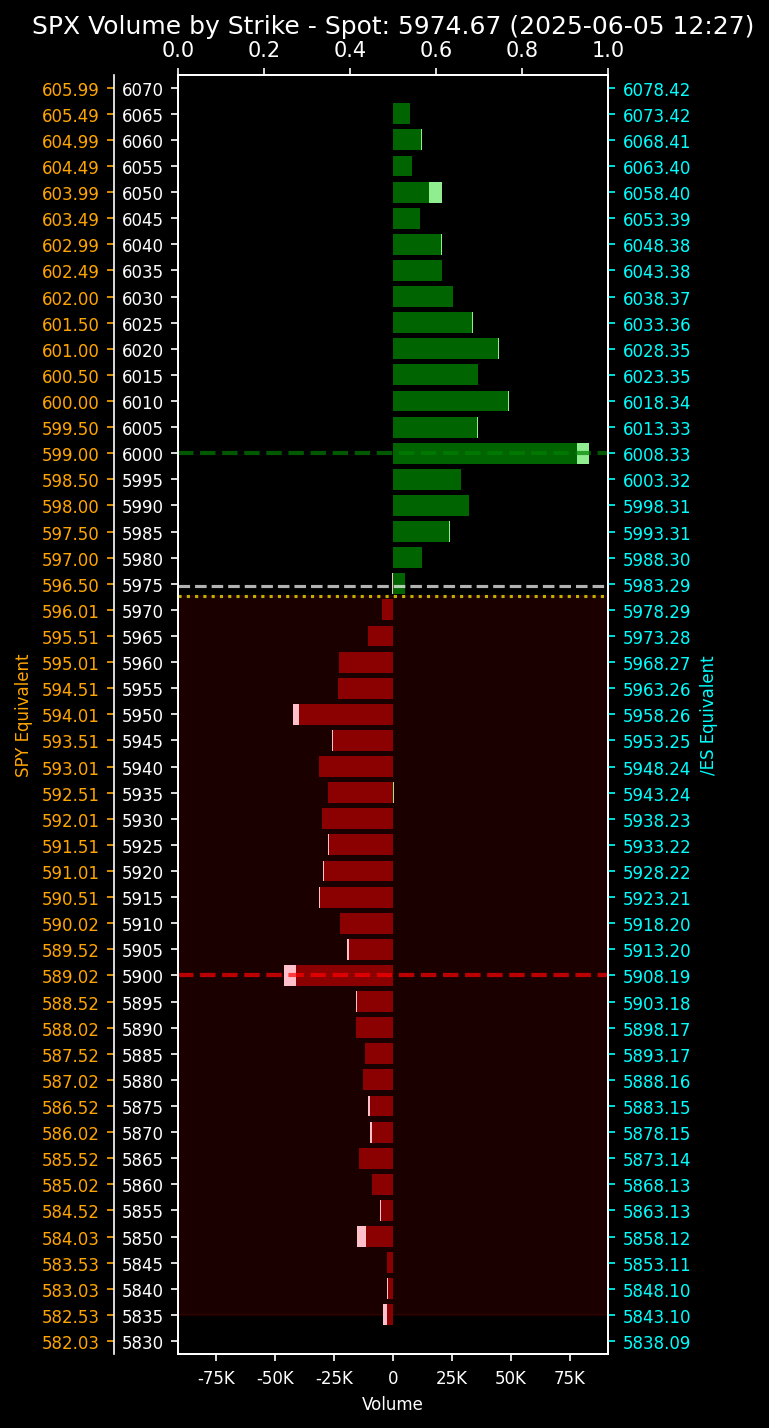 SPX Volume by Strike - Spot: 5974.67 (2025-06-05 12:27)
0.0 0.2 0.4 0.6 0.8 1.0
605.99 6070 6078.42
605.49 6065 6073.42
604.99 6060 6068.41
604.49 6055 6063.40
603.99 6050 6058.40
603.49 6045 6053.39
602.99 6040 6048.38
602.49 6035 6043.38
602.00 6030 6038.37
601.50 6025 6033.36
601.00 6020 6028.35
600.50 6015 6023.35
600.00 6010 6018.34
599.50 6005 6013.33
599.00 6000 6008.33
598.50 5995 6003.32
598.00 5990 5998.31
597.50 5985 5993.31
597.00 5980 5988.30
596.50 5975 5983.29
596.01 5970 5978.29
595.51 5965 5973.28
595.01 5960 5968.27
594.51 5955 5963.26
594.01 5950 5958.26
593.51 5945 5953.25
593.01 5940 5948.24
592.51 5935 5943.24
592.01 5930 5938.23
591.51 5925 5933.22
591.01 5920 5928.22
590.51 5915 5923.21
590.02 5910 5918.20
589.52 5905 5913.20
589.02 5900 5908.19
588.52 5895 5903.18
588.02 5890 5898.17
587.52 5885 5893.17
587.02 5880 5888.16
586.52 5875 5883.15
586.02 5870 5878.15
585.52 5865 5873.14
585.02 5860 5868.13
584.52 5855 5863.13
584.03 5850 5858.12
583.53 5845 5853.11
583.03 5840 5848.10
582.53 5835 5843.10
582.03 5830 5838.09
SPY Equivalent
/ES Equivalent
-75K -50K -25K 0 25K 50K 75K
Volume